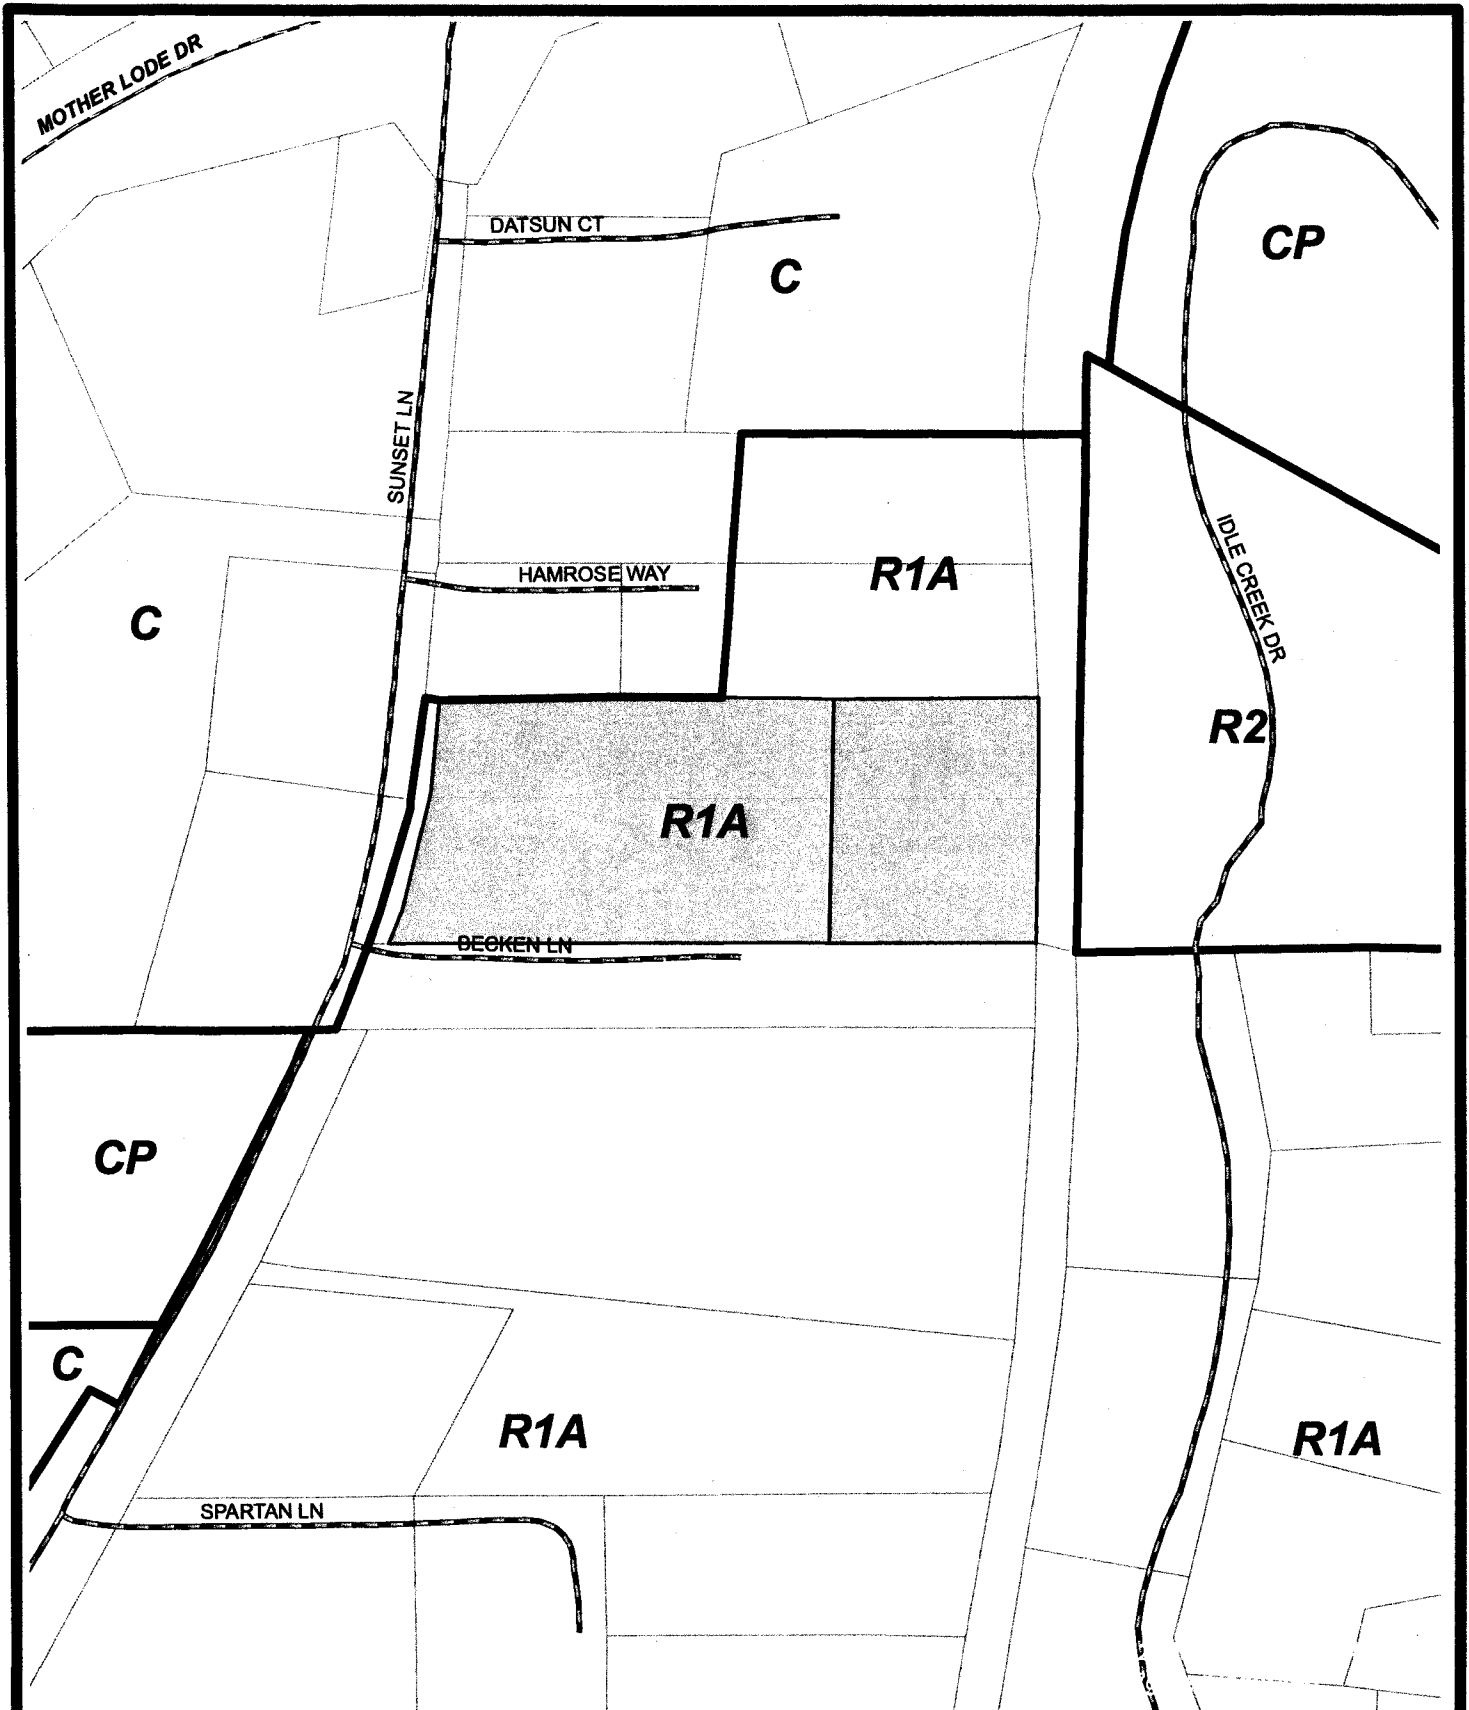 MOTHER LODE DR
DATSUN CT
CP
C
SUNSET LN
IDLE CREEK DR
HAMROSE WAY
R1A
C
R2
R1A
BECKEN LN
CP
C
R1A
R1A
SPARTAN LN